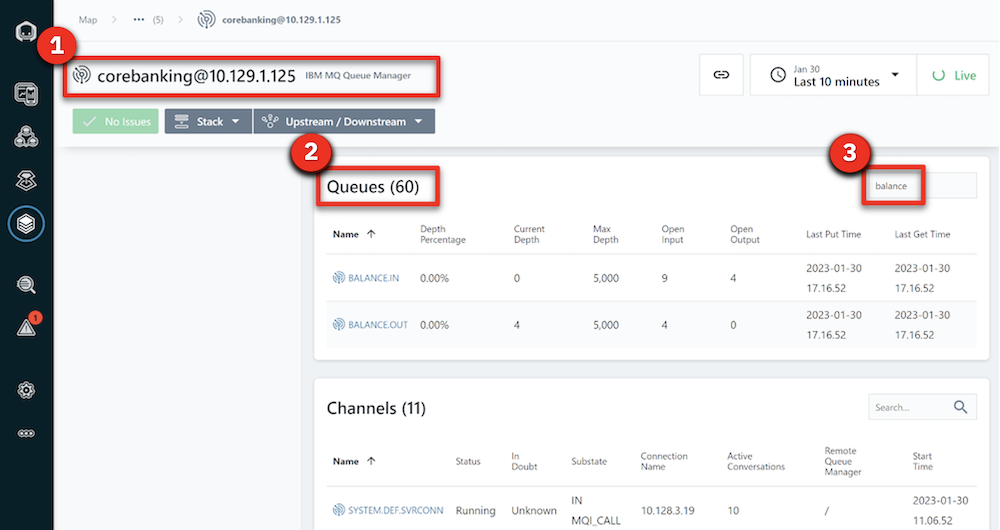 Map
... (5)
corebanking@10.129.1.125
1
corebanking@10.129.1.125 IBM MQ Queue Manager
Jan 30
Last 10 minutes
Live
No Issues
Stack
Upstream / Downstream
2
3
Queues (60)
balance
Name
Depth Percentage
Current Depth
Max Depth
Open Input
Open Output
Last Put Time
Last Get Time
BALANCE.IN 0.00% 0 5,000 9 4 2023-01-30 17.16.52 2023-01-30 17.16.52
BALANCE.OUT 0.00% 4 5,000 4 0 2023-01-30 17.16.52 2023-01-30 17.16.52
1
Channels (11)
Search...
Name
Status
In Doubt
Substate
Connection Name
Active Conversations
Remote Queue Manager
Start Time
SYSTEM.DEF.SVRCONN Running Unknown IN MQI_CALL 10.128.3.19 10 / 2023-01-30 11.06.52